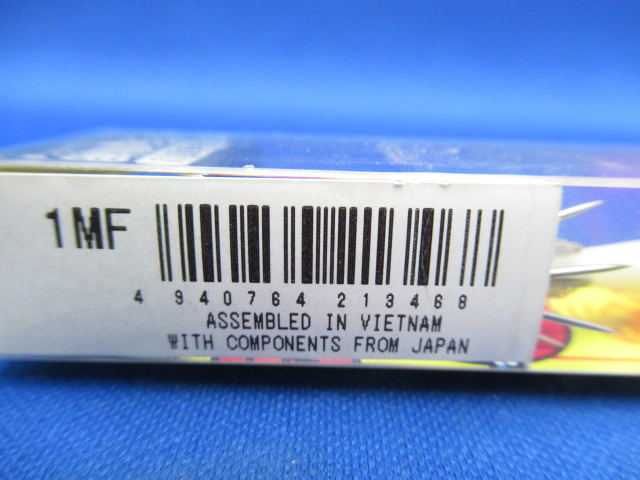 1MF
4 940764 213468
ASSEMBLED IN VIETNAM
WITH COMPONENTS FROM JAPAN